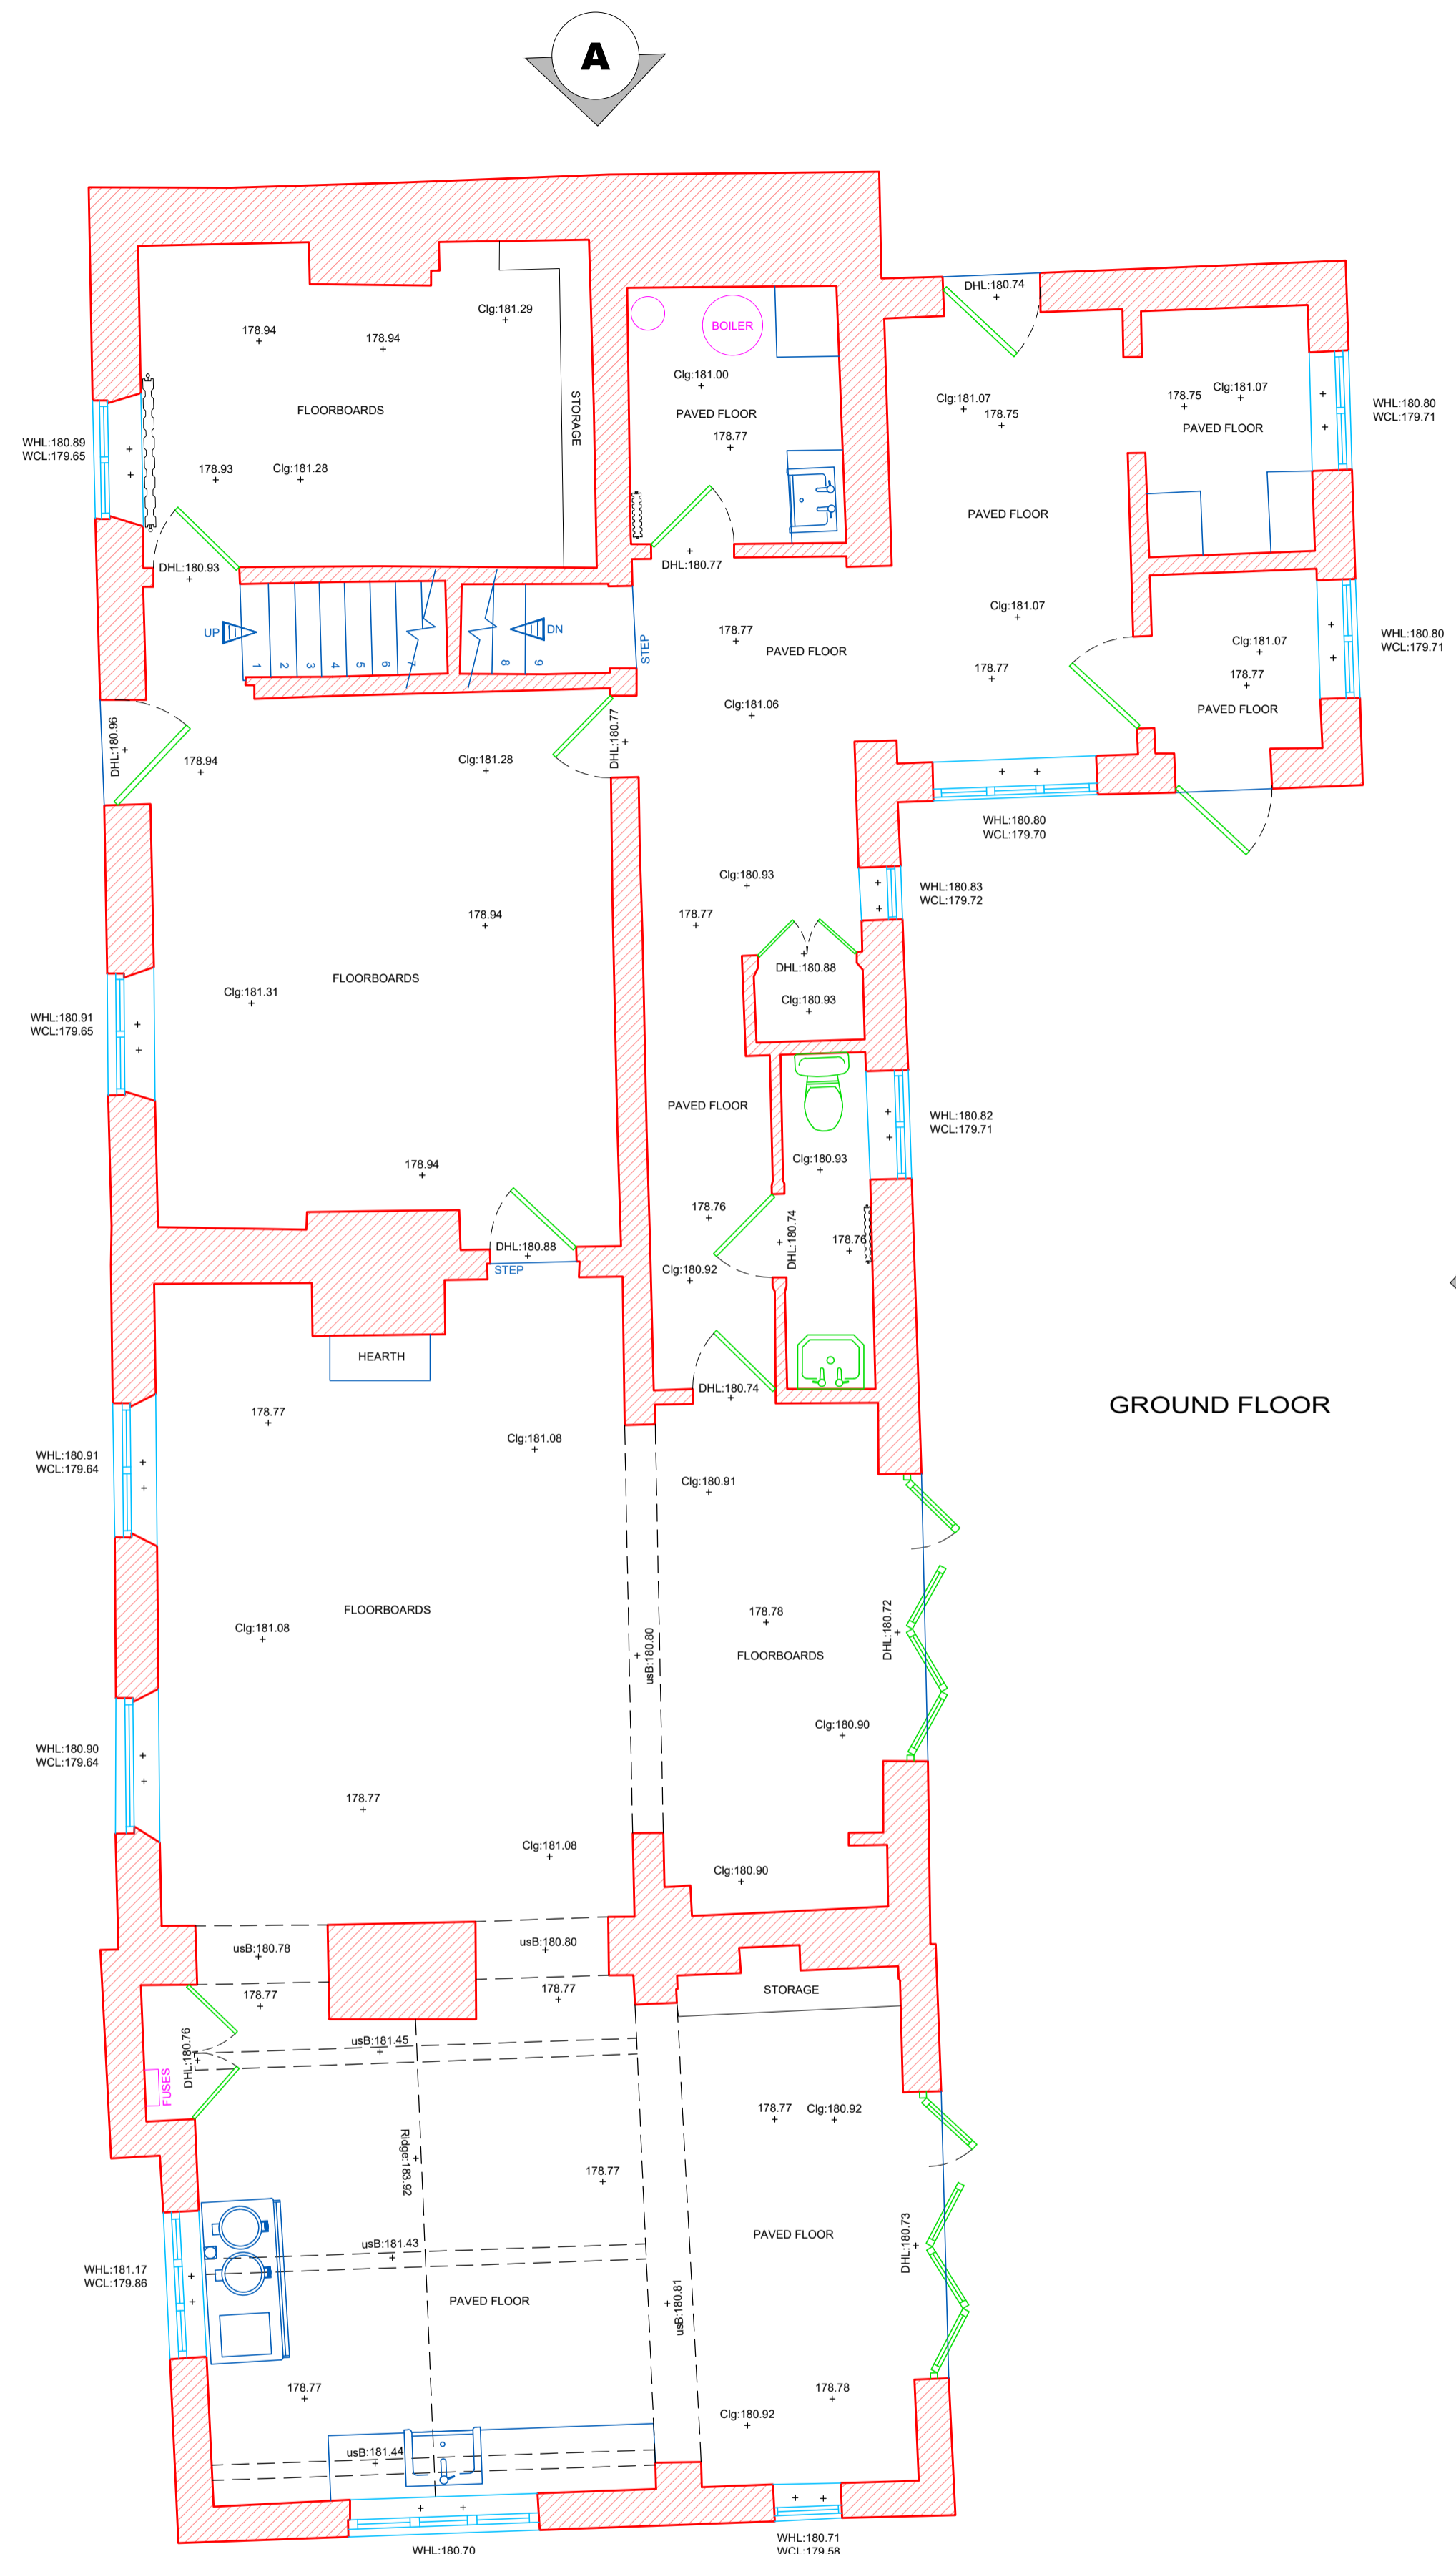 A
DHL:180.74
Clg:181.29
BOILER
178.94
178.94
Clg:181.00
Clg:181.07
178.75
178.75
Clg:181.07
WHL:180.80
WCL:179.71
FLOORBOARDS
STORAGE
PAVED FLOOR
PAVED FLOOR
178.77
WHL:180.89
WCL:179.65
178.93
Clg:181.28
PAVED FLOOR
DHL:180.93
DHL:180.77
Clg:181.07
UP
1
2
3
4
5
6
7
8
9
DN
STEP
178.77
PAVED FLOOR
Clg:181.07
WHL:180.80
WCL:179.71
178.77
178.77
PAVED FLOOR
Clg:181.06
DHL:180.96
178.94
Clg:181.28
DHL:180.77
WHL:180.80
WCL:179.70
Clg:180.93
WHL:180.83
WCL:179.72
178.94
178.77
DHL:180.88
FLOORBOARDS
Clg:181.31
Clg:180.93
WHL:180.91
WCL:179.65
PAVED FLOOR
WHL:180.82
WCL:179.71
178.94
Clg:180.93
178.76
DHL:180.74
178.76
DHL:180.88
STEP
Clg:180.92
HEARTH
DHL:180.74
GROUND FLOOR
178.77
Clg:181.08
WHL:180.91
WCL:179.64
Clg:180.91
FLOORBOARDS
178.78
Clg:181.08
usB:180.80
DHL:180.72
FLOORBOARDS
WHL:180.90
WCL:179.64
Clg:180.90
178.77
Clg:181.08
Clg:180.90
usB:180.78
usB:180.80
178.77
178.77
STORAGE
usB:181.45
DHL:180.76
FUSES
178.77
Clg:180.92
Ridge:183.92
178.77
PAVED FLOOR
DHL:180.73
usB:181.43
WHL:181.17
WCL:179.86
PAVED FLOOR
usB:180.81
178.77
178.78
Clg:180.92
usB:181.44
WHL:180.70
WHL:180.71
WCL:179.58